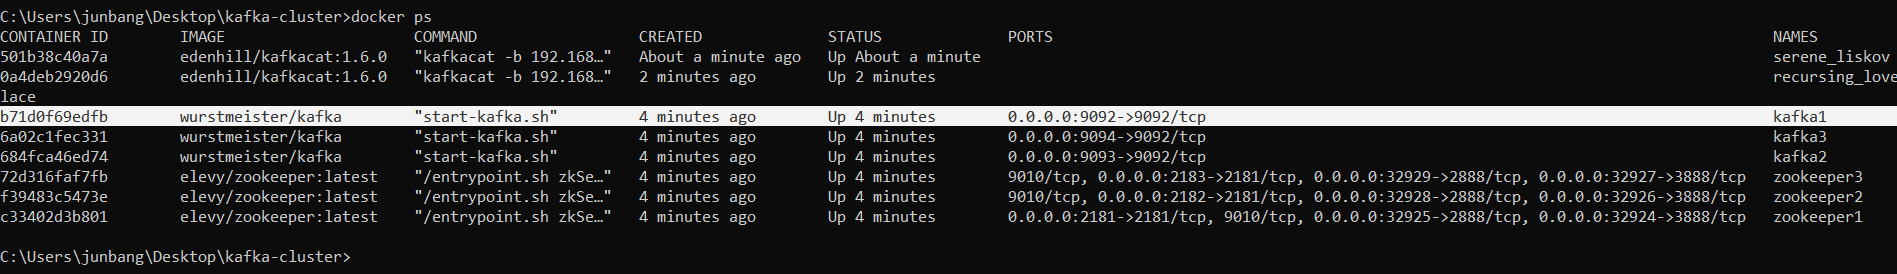 C:\Users\junbang\Desktop\kafka-cluster>docker ps
CONTAINER ID IMAGE COMMAND CREATED STATUS PORTS NAMES
501b38c40a7a edenhill/kafkacat:1.6.0 "kafkacat -b 192.168…" About a minute ago Up About a minute serene_liskov
0a4deb2920d6 edenhill/kafkacat:1.6.0 "kafkacat -b 192.168…" 2 minutes ago Up 2 minutes recursing_love
lace
b71d0f69edfb wurstmeister/kafka "start-kafka.sh" 4 minutes ago Up 4 minutes 0.0.0.0:9092->9092/tcp kafka1
6a02c1fec331 wurstmeister/kafka "start-kafka.sh" 4 minutes ago Up 4 minutes 0.0.0.0:9094->9092/tcp kafka3
684fca46ed74 wurstmeister/kafka "start-kafka.sh" 4 minutes ago Up 4 minutes 0.0.0.0:9093->9092/tcp kafka2
72d316faf7fb elevy/zookeeper:latest "/entrypoint.sh zkSe…" 4 minutes ago Up 4 minutes 9010/tcp, 0.0.0.0:2183->2181/tcp, 0.0.0.0:32929->2888/tcp, 0.0.0.0:32927->3888/tcp zookeeper3
f39483c5473e elevy/zookeeper:latest "/entrypoint.sh zkSe…" 4 minutes ago Up 4 minutes 9010/tcp, 0.0.0.0:2182->2181/tcp, 0.0.0.0:32928->2888/tcp, 0.0.0.0:32926->3888/tcp zookeeper2
c33402d3b801 elevy/zookeeper:latest "/entrypoint.sh zkSe…" 4 minutes ago Up 4 minutes 0.0.0.0:2181->2181/tcp, 9010/tcp, 0.0.0.0:32925->2888/tcp, 0.0.0.0:32924->3888/tcp zookeeper1
C:\Users\junbang\Desktop\kafka-cluster>